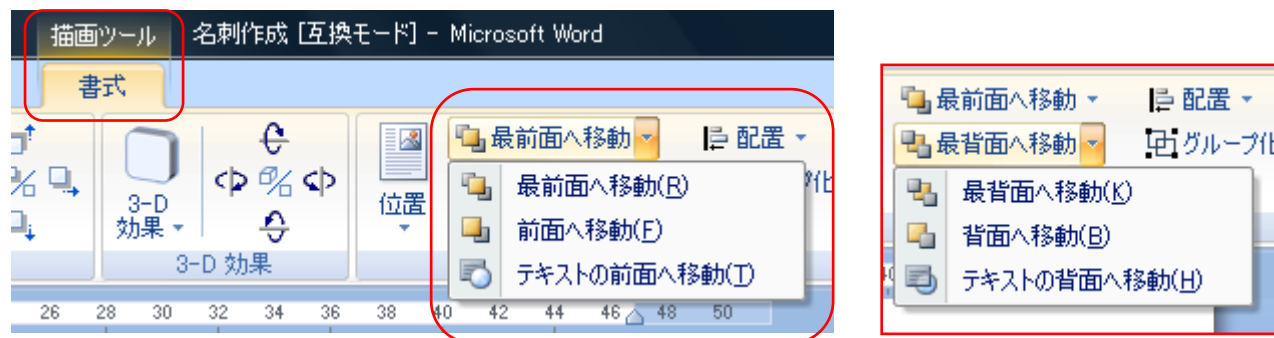 描画ツール 名刺作成 [互換モード] - Microsoft Word
書式
最前面へ移動 配置
3-D
効果
位置
最前面へ移動(R)
前面へ移動(F)
テキストの前面へ移動(T)
3-D 効果
26 28 30 32 34 36 38 40 42 44 46 48 50
最前面へ移動 配置
最背面へ移動 グループ化
最背面へ移動(K)
背面へ移動(B)
テキストの背面へ移動(H)